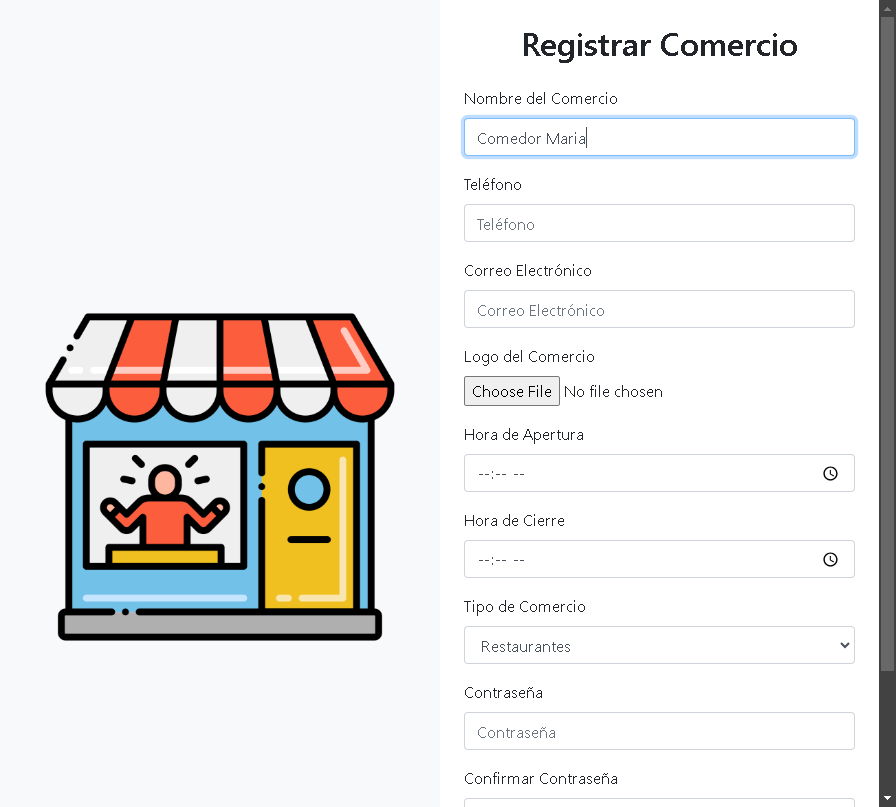 Registrar Comercio
Nombre del Comercio
Comedor Maria
Teléfono
Teléfono
Correo Electrónico
Correo Electrónico
Logo del Comercio
Choose File No file chosen
Hora de Apertura
--:-- --
Hora de Cierre
--:-- --
Tipo de Comercio
Restaurantes
Contraseña
Contraseña
Confirmar Contraseña